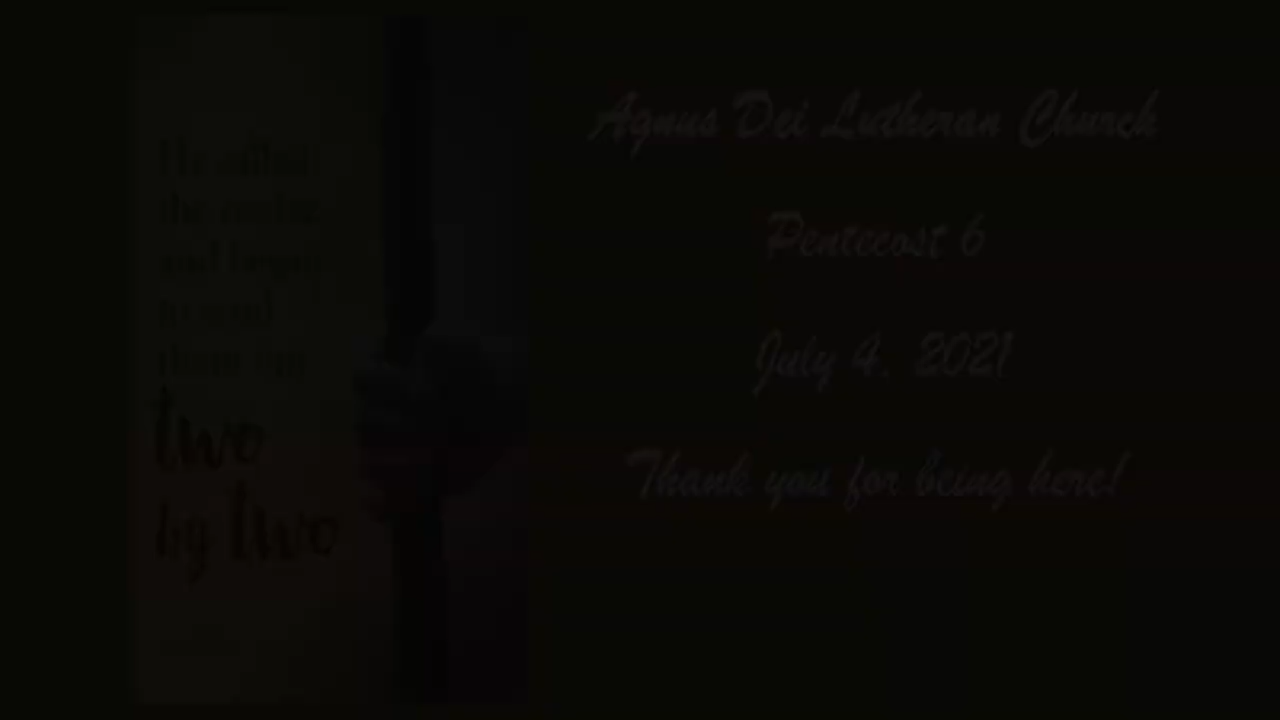 He called
the twelve
and began
to send
them out
two
by two
Agnus Dei Lutheran Church
Pentecost 6
July 4, 2021
Thank you for being here!